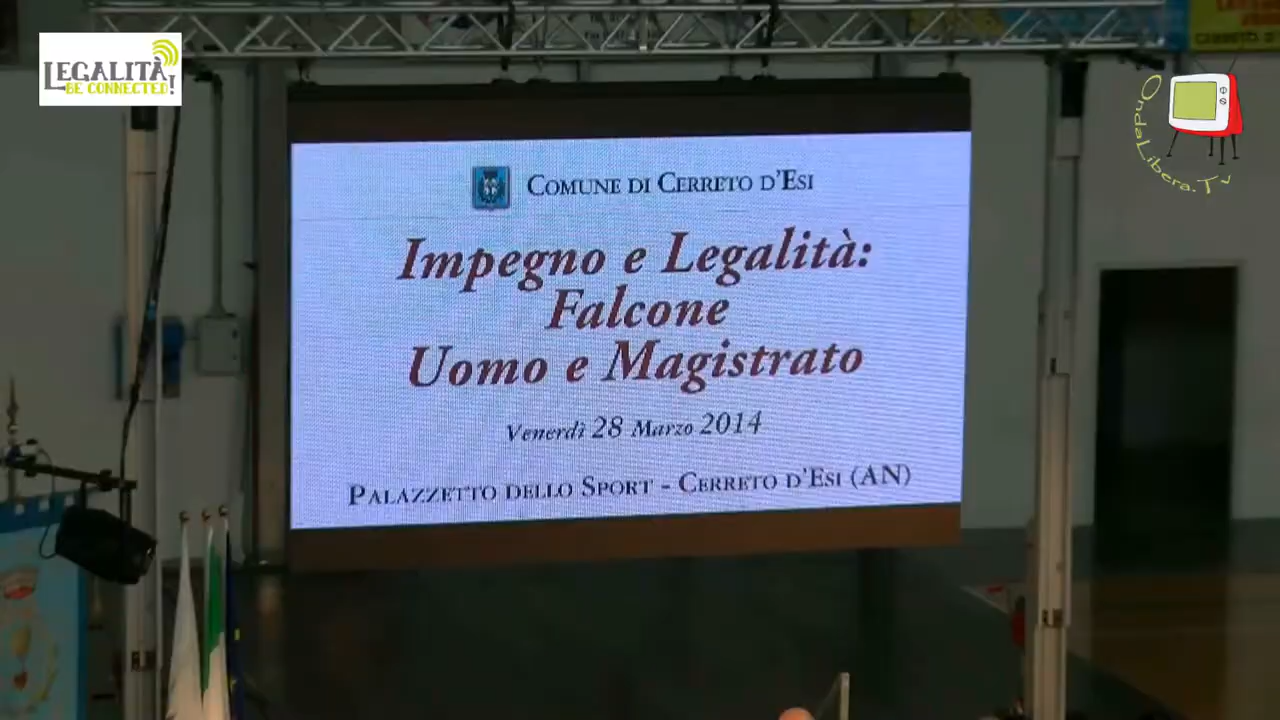 LEGALITÀ!
BE CONNECTED
OndaLibera.Tv
COMUNE DI CERRETO D'ESI
Impegno e Legalità:
Falcone
Uomo e Magistrato
Venerdì 28 Marzo 2014
PALAZZETTO DELLO SPORT - CERRETO D'ESI (AN)